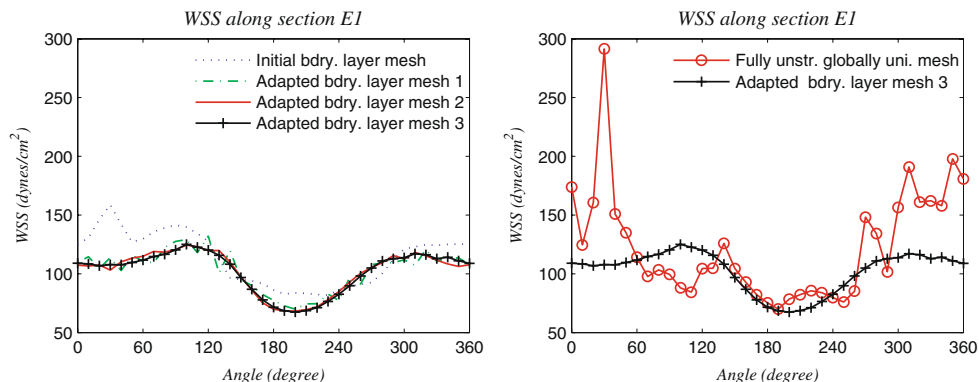 WSS along section E1
300
250
200
150
100
50
WSS (dynes/cm²)
Initial bdry. layer mesh
Adapted bdry. layer mesh 1
Adapted bdry. layer mesh 2
Adapted bdry. layer mesh 3
0 60 120 180 240 300 360
Angle (degree)
WSS along section E1
300
250
200
150
100
50
WSS (dynes/cm²)
Fully unstr. globally uni. mesh
Adapted bdry. layer mesh 3
0 60 120 180 240 300 360
Angle (degree)